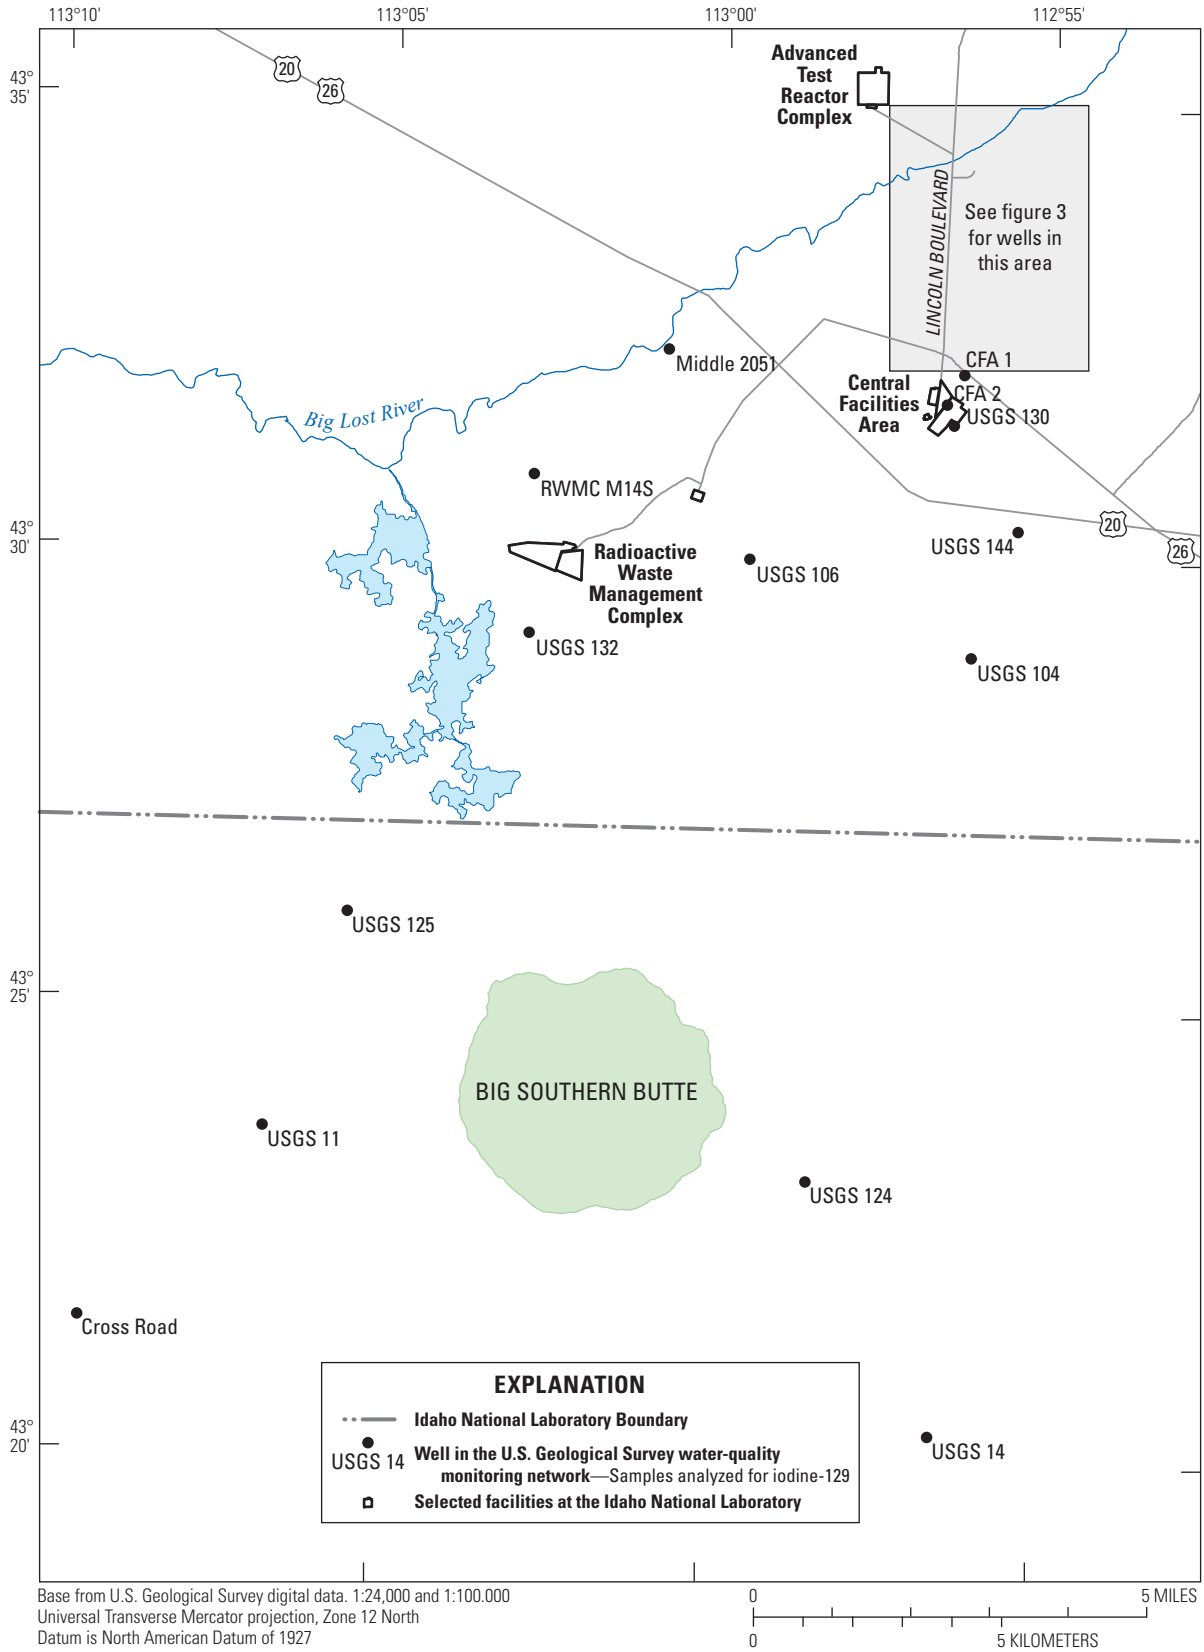 113°10'
113°05'
113°00'
112°55'
43°
35'
20
26
Advanced
Test
Reactor
Complex
LINCOLN BOULEVARD
See figure 3
for wells in
this area
Middle 2051
CFA 1
Central
Facilities
Area
CFA 2
USGS 130
Big Lost River
RWMC M14S
43°
30'
20
26
USGS 144
Radioactive
Waste
Management
Complex
USGS 106
USGS 132
USGS 104
USGS 125
43°
25'
BIG SOUTHERN BUTTE
USGS 11
USGS 124
Cross Road
43°
20'
EXPLANATION
Idaho National Laboratory Boundary
USGS 14
Well in the U.S. Geological Survey water-quality
monitoring network—Samples analyzed for iodine-129
Selected facilities at the Idaho National Laboratory
USGS 14
Base from U.S. Geological Survey digital data. 1:24,000 and 1:100.000
Universal Transverse Mercator projection, Zone 12 North
Datum is North American Datum of 1927
0
5 MILES
0
5 KILOMETERS